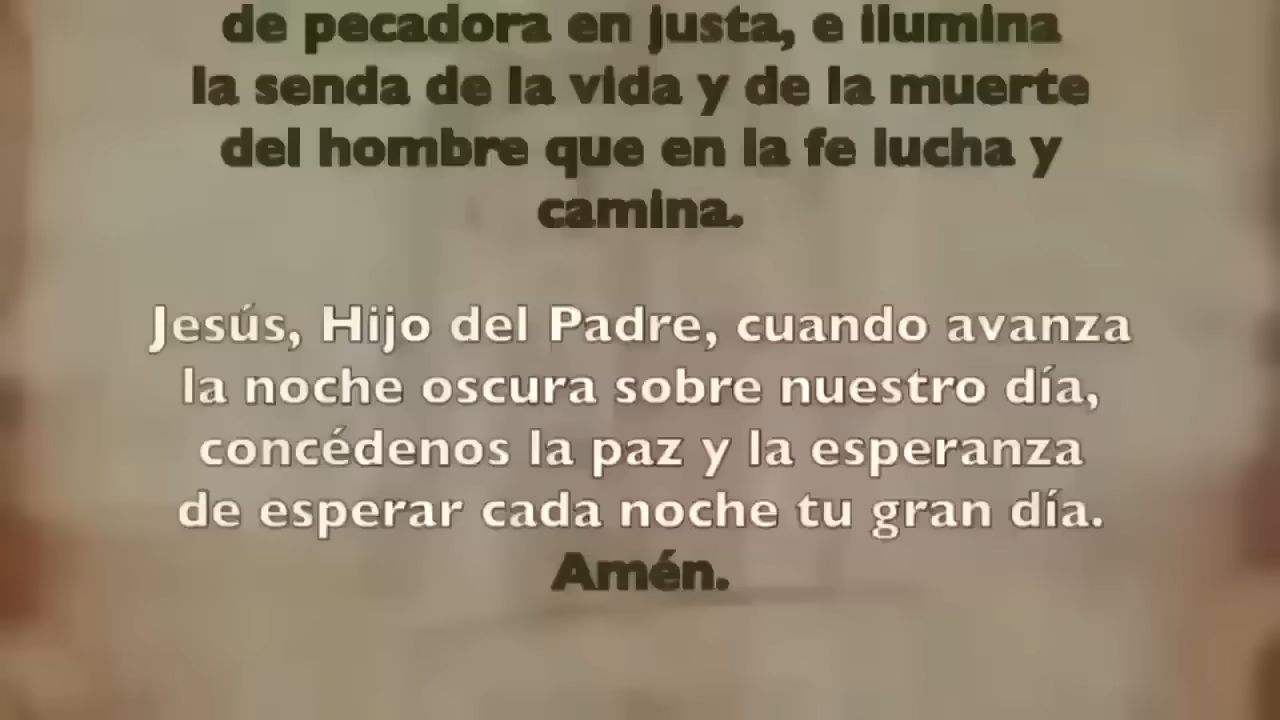 de pecadora en justa, e ilumina
la senda de la vida y de la muerte
del hombre que en la fe lucha y
camina.
Jesús, Hijo del Padre, cuando avanza
la noche oscura sobre nuestro día,
concédenos la paz y la esperanza
de esperar cada noche tu gran día.
Amén.